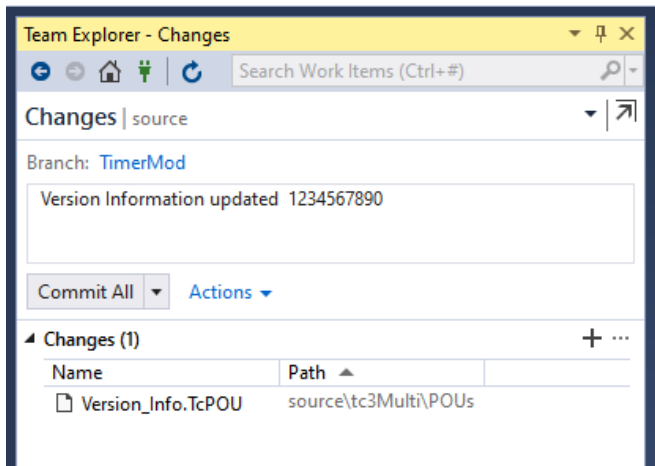 Team Explorer - Changes
Search Work Items (Ctrl+#)
Changes | source
Branch: TimerMod
Version Information updated 1234567890
Commit All
Actions
Changes (1)
Name Path
Version_Info.TcPOU source\tc3Multi\POUs